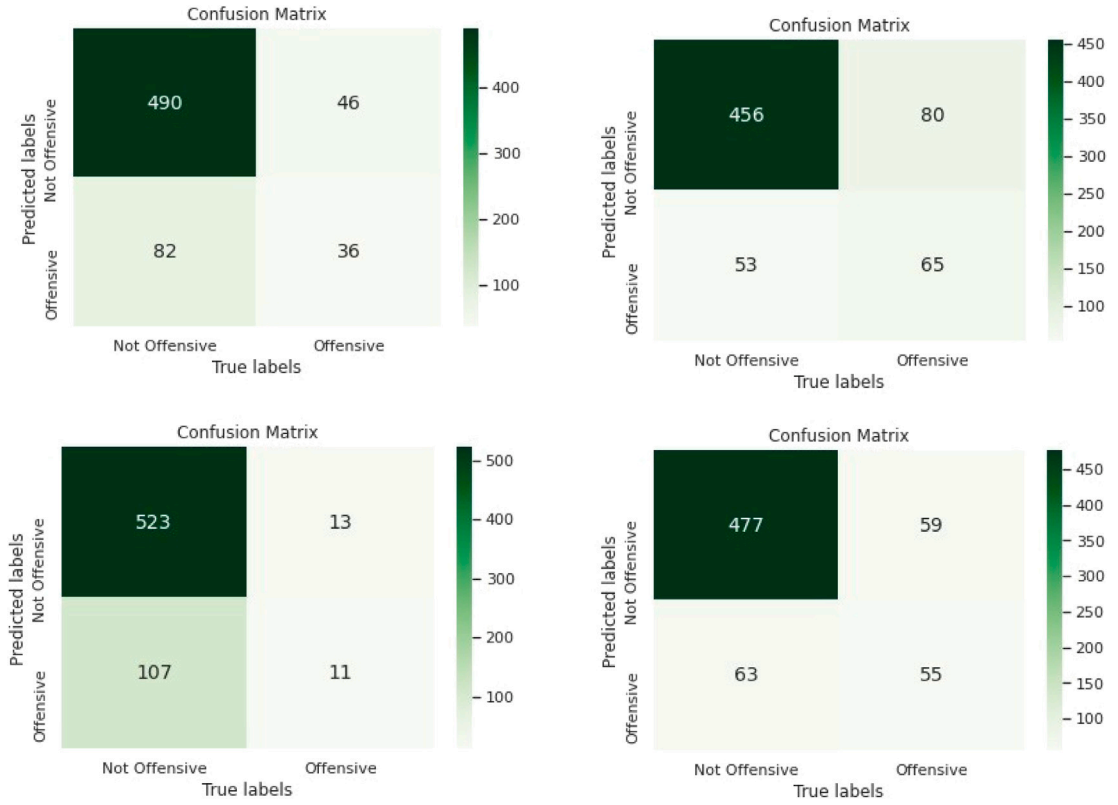 Confusion Matrix
490 46
82 36
Predicted labels
Not Offensive
Offensive
Not Offensive Offensive
True labels
400
300
200
100
Confusion Matrix
456 80
53 65
Predicted labels
Not Offensive
Offensive
Not Offensive Offensive
True labels
450
400
350
300
250
200
150
100
Confusion Matrix
523 13
107 11
Predicted labels
Not Offensive
Offensive
Not Offensive Offensive
True labels
500
400
300
200
100
Confusion Matrix
477 59
63 55
Predicted labels
Not Offensive
Offensive
Not Offensive Offensive
True labels
450
400
350
300
250
200
150
100